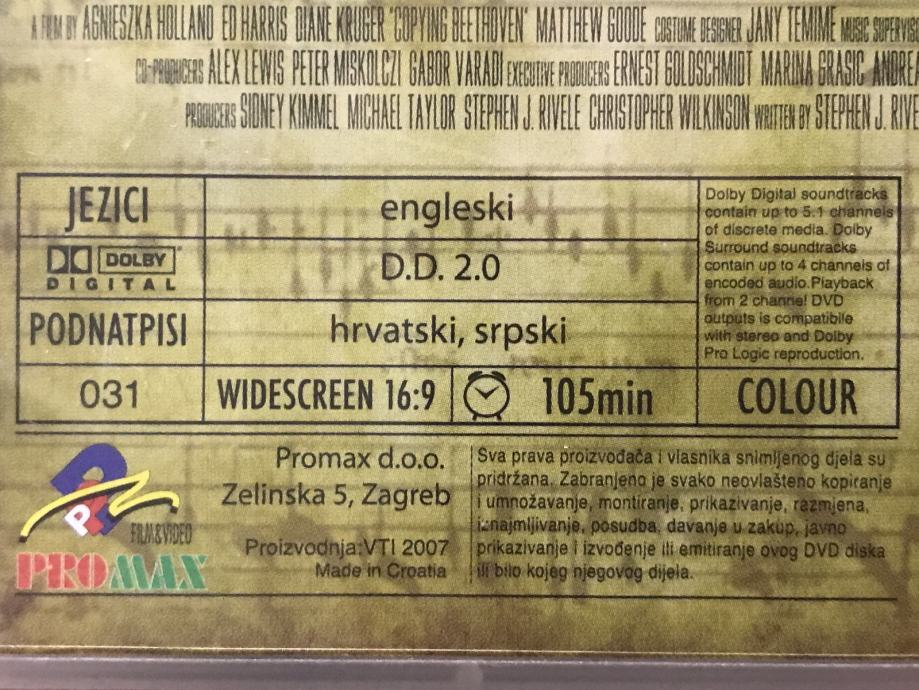 A FILM BY AGNIESZKA HOLLAND ED HARRIS DIANE KRUGER 'COPYING BEETHOVEN' MATTHEW GOODE COSTUME DESIGNER JANY TEMIME MUSIC
CO-PRODUCERS ALEX LEWIS PETER MISKOLCZI GABOR VARADI EXECUTIVE PRODUCERS ERNEST GOLDSCHMIDT MARINA GRASIC
PRODUCERS SIDNEY KIMMEL MICHAEL TAYLOR STEPHEN J. RIVELE CHRISTOPHER WILKINSON WRITTEN BY STEPHEN J.
JEZICI
engleski
DOLBY
DIGITAL
D.D. 2.0
PODNATPISI
hrvatski, srpski
Dolby Digital soundtracks
contain up to 5.1 channels
of discrete media. Dolby
Surround soundtracks
contain up to 4 channels of
encoded audio.Playback
from 2 channel DVD
outputs is compatibile
with stereo and Dolby
Pro Logic reproduction.
031
WIDESCREEN 16:9
105min
COLOUR
FILM&VIDEO
PROMAX
Promax d.o.o.
Zelinska 5, Zagreb
Proizvodnja:VTI 2007
Made in Croatia
Sva prava proizvođača i vlasnika snimljenog djela su
pridržana. Zabranjeno je svako neovlašteno kopiranje
i umnožavanje, montiranje, prikazivanje, razmjena,
iznajmljivanje, posudba, davanje u zakup, javno
prikazivanje i izvođenje ili emitiranje ovog DVD diska
ili bilo kojeg njegovog dijela.